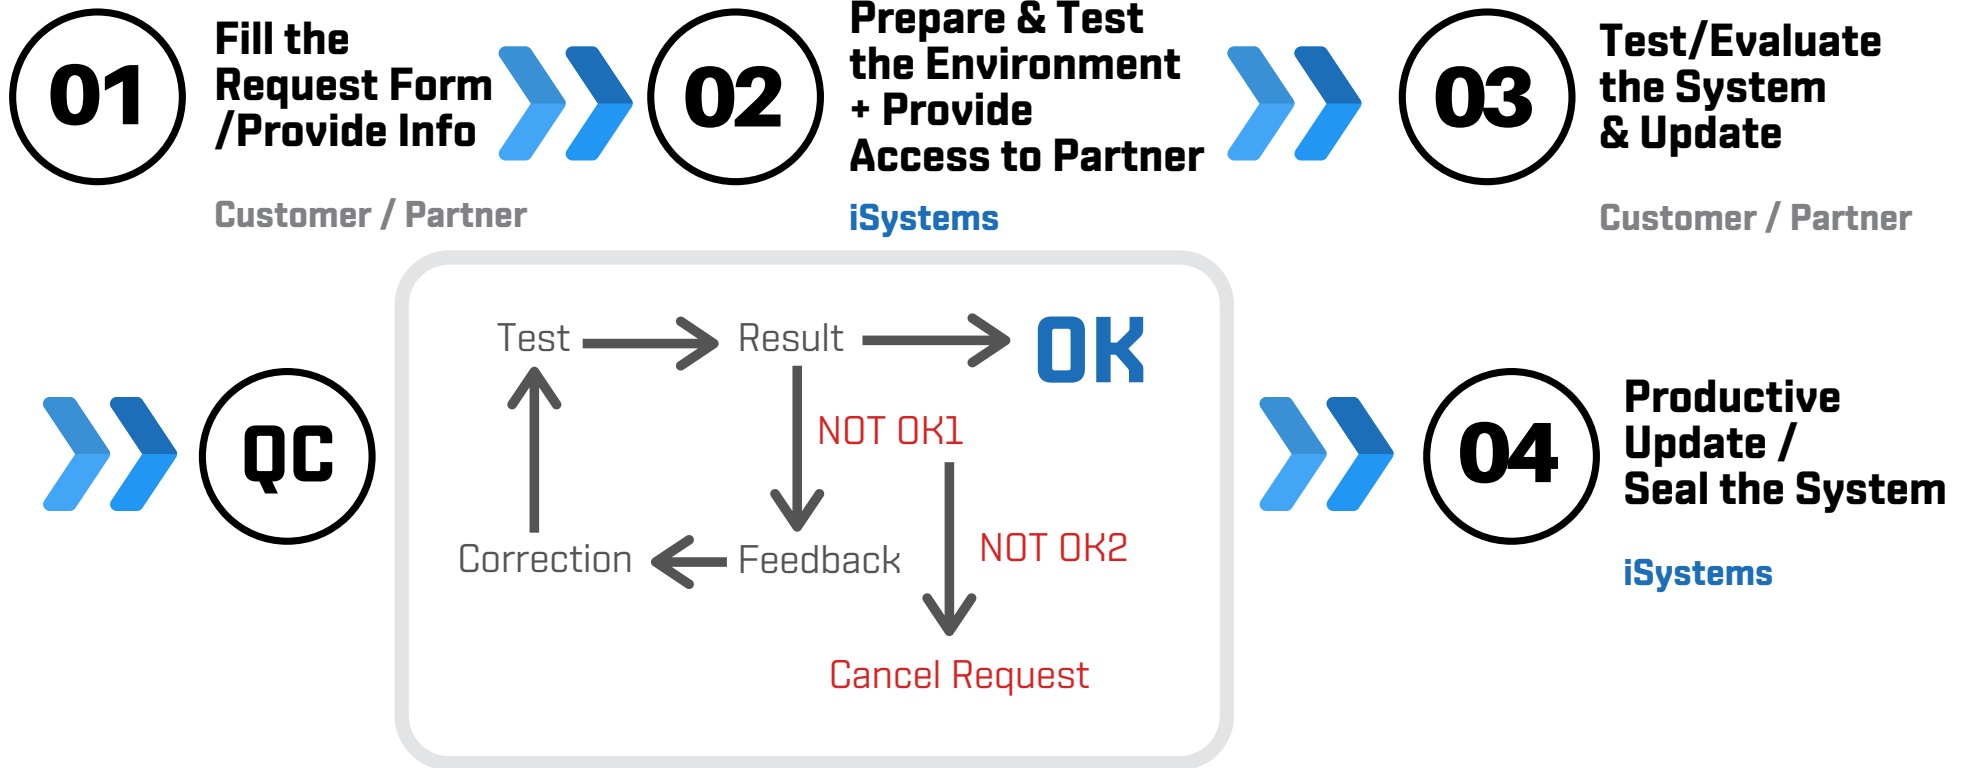 01
Fill the
Request Form
/Provide Info
Customer / Partner
02
Prepare & Test
the Environment
+ Provide
Access to Partner
iSystems
03
Test/Evaluate
the System
& Update
Customer / Partner
QC
Test
Result
OK
NOT OK1
NOT OK2
Correction
Feedback
Cancel Request
04
Productive
Update /
Seal the System
iSystems